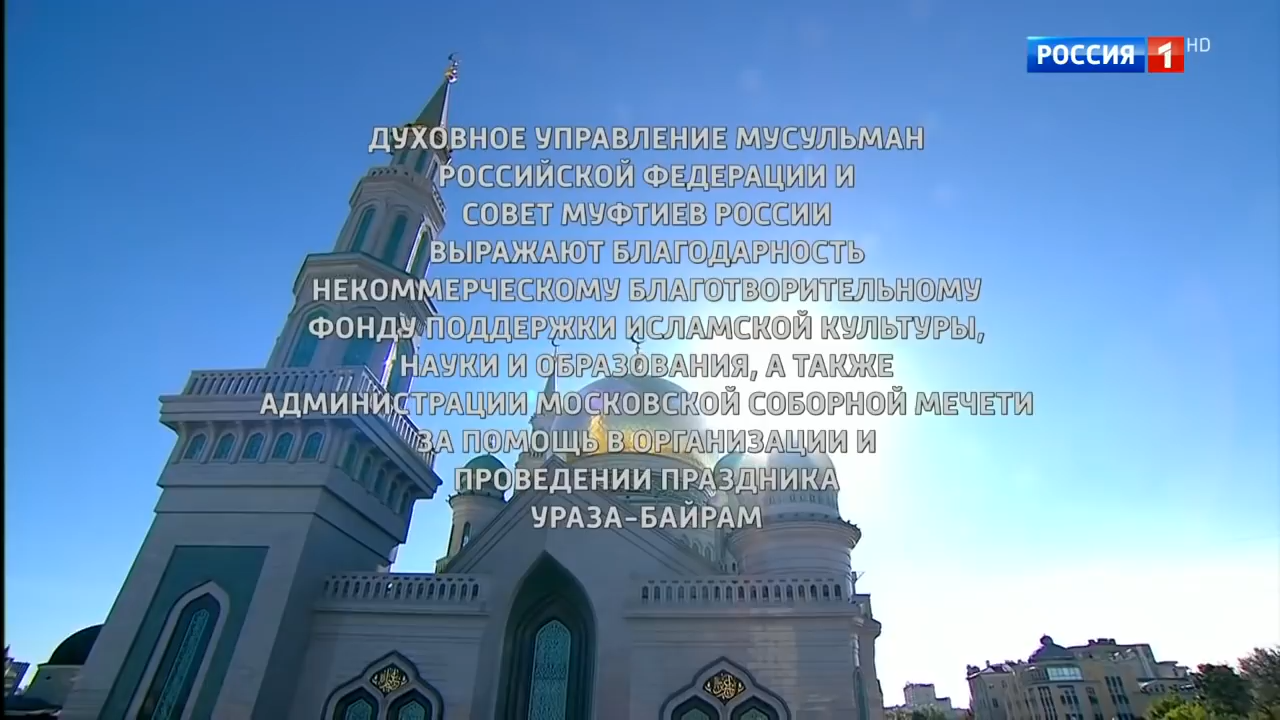 РОССИЯ 1 HD
ДУХОВНОЕ УПРАВЛЕНИЕ МУСУЛЬМАН
РОССИЙСКОЙ ФЕДЕРАЦИИ И
СОВЕТ МУФТИЕВ РОССИИ
ВЫРАЖАЮТ БЛАГОДАРНОСТЬ
НЕКОММЕРЧЕСКОМУ БЛАГОТВОРИТЕЛЬНОМУ
ФОНДУ ПОДДЕРЖКИ ИСЛАМСКОЙ КУЛЬТУРЫ,
НАУКИ И ОБРАЗОВАНИЯ, А ТАКЖЕ
АДМИНИСТРАЦИИ МОСКОВСКОЙ СОБОРНОЙ МЕЧЕТИ
ЗА ПОМОЩЬ В ОРГАНИЗАЦИИ И
ПРОВЕДЕНИИ ПРАЗДНИКА
УРАЗА-БАЙРАМ